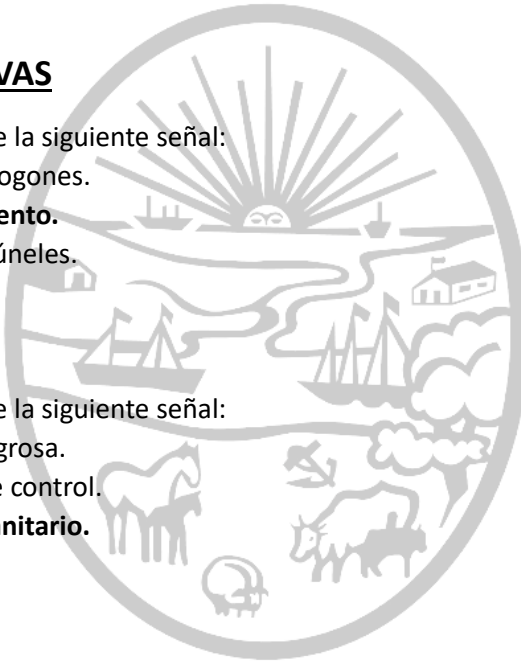 VAS
e la siguiente señal:
ogones.
ento.
úneles.
e la siguiente señal:
grosa.
e control.
nitario.